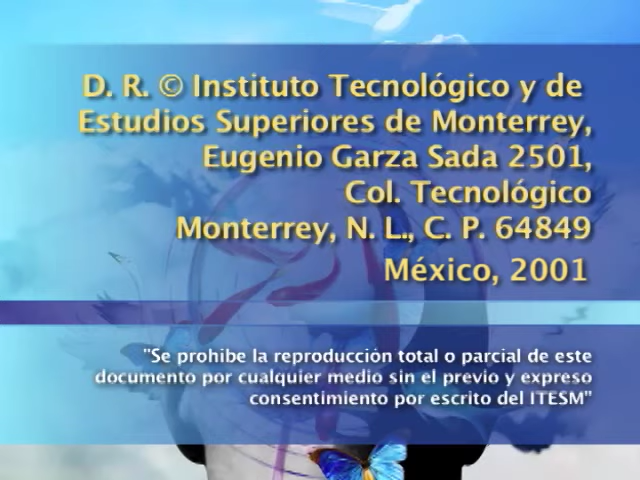 D. R. © Instituto Tecnológico y de
Estudios Superiores de Monterrey,
Eugenio Garza Sada 2501,
Col. Tecnológico
Monterrey, N. L., C. P. 64849
México, 2001
"Se prohibe la reproducción total o parcial de este
documento por cualquier medio sin el previo y expreso
consentimiento por escrito del ITESM"